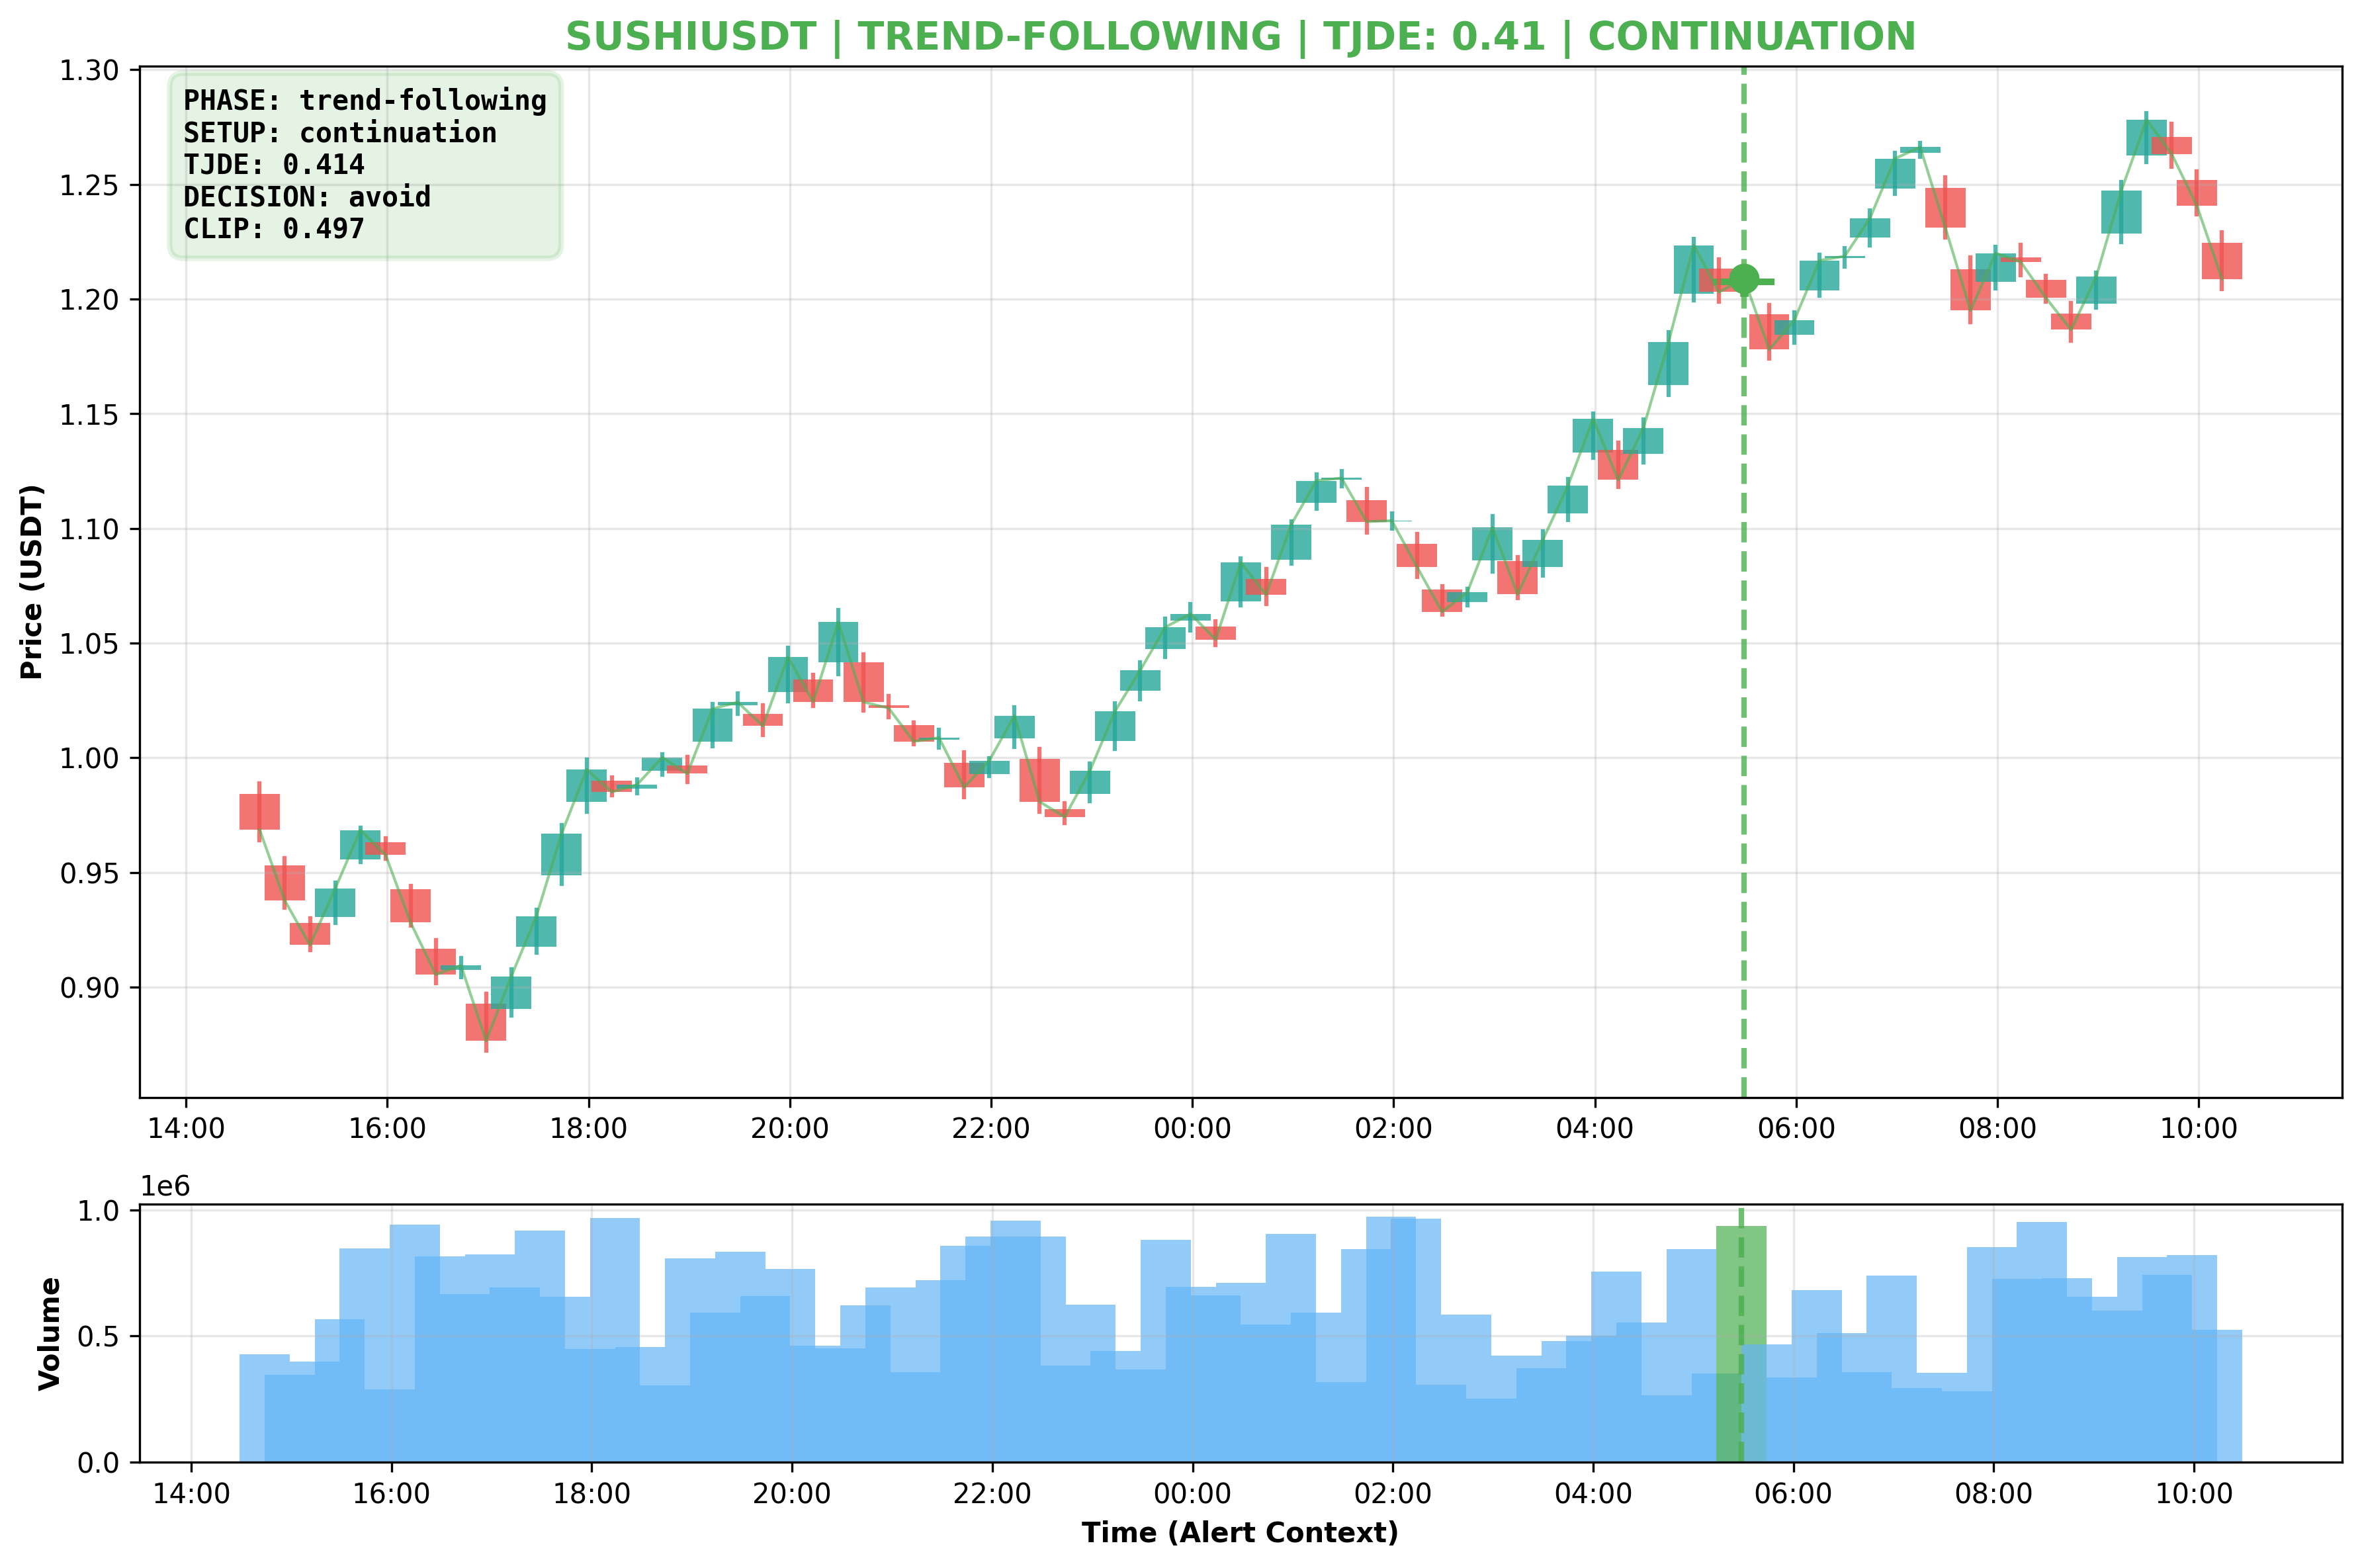 SUSHIUSDT | TREND-FOLLOWING | TJDE: 0.41 | CONTINUATION
PHASE: trend-following
SETUP: continuation
TJDE: 0.414
DECISION: avoid
CLIP: 0.497
Price (USDT)
1.30
1.25
1.20
1.15
1.10
1.05
1.00
0.95
0.90
14:00 16:00 18:00 20:00 22:00 00:00 02:00 04:00 06:00 08:00 10:00
1e6
Volume
1.0
0.5
0.0
14:00 16:00 18:00 20:00 22:00 00:00 02:00 04:00 06:00 08:00 10:00
Time (Alert Context)